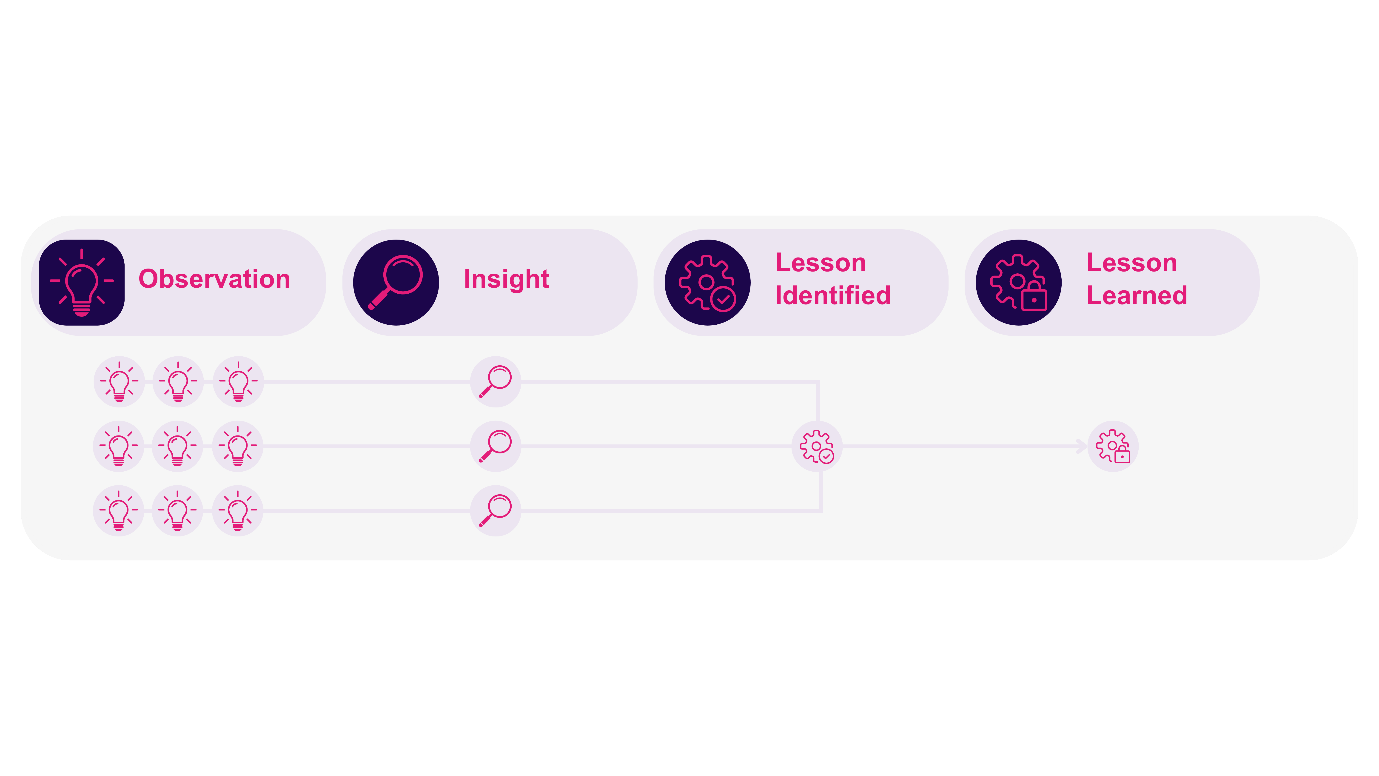 Observation
Insight
Lesson
Identified
Lesson
Learned